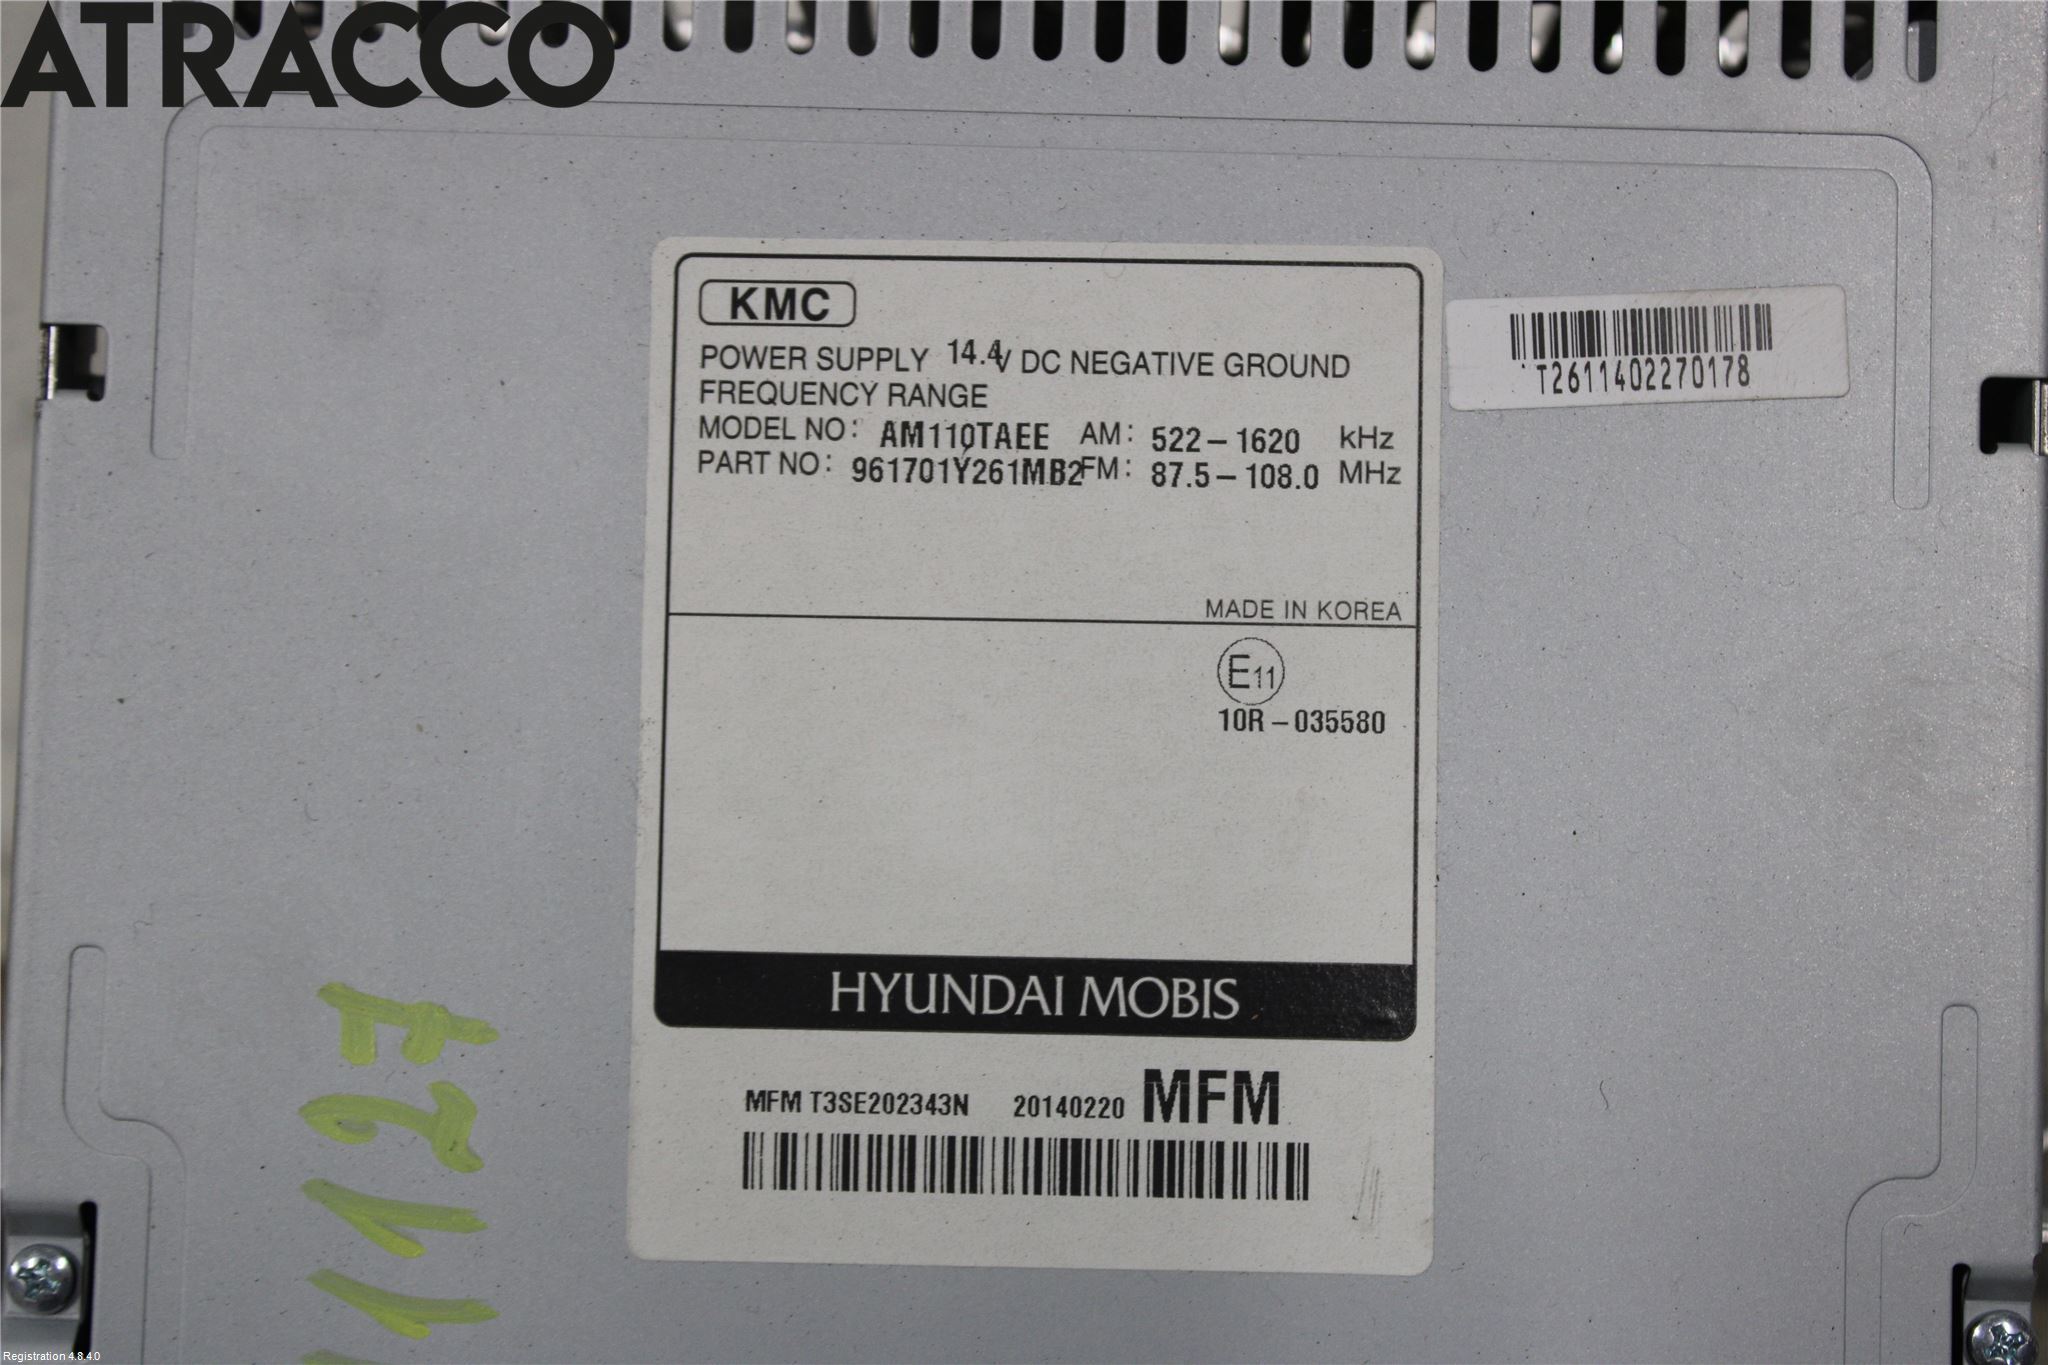 ATRACCO
KMC
POWER SUPPLY 14.4V DC NEGATIVE GROUND
FREQUENCY RANGE
MODEL NO: AM110TAEE AM: 522-1620 kHz
PART NO: 961701Y261MB2 FM: 87.5-108.0 MHz
T2611402270178
MADE IN KOREA
E11
10R-035580
HYUNDAI MOBIS
MFM T3SE202343N 20140220 MFM
Registration 4.8.4.0